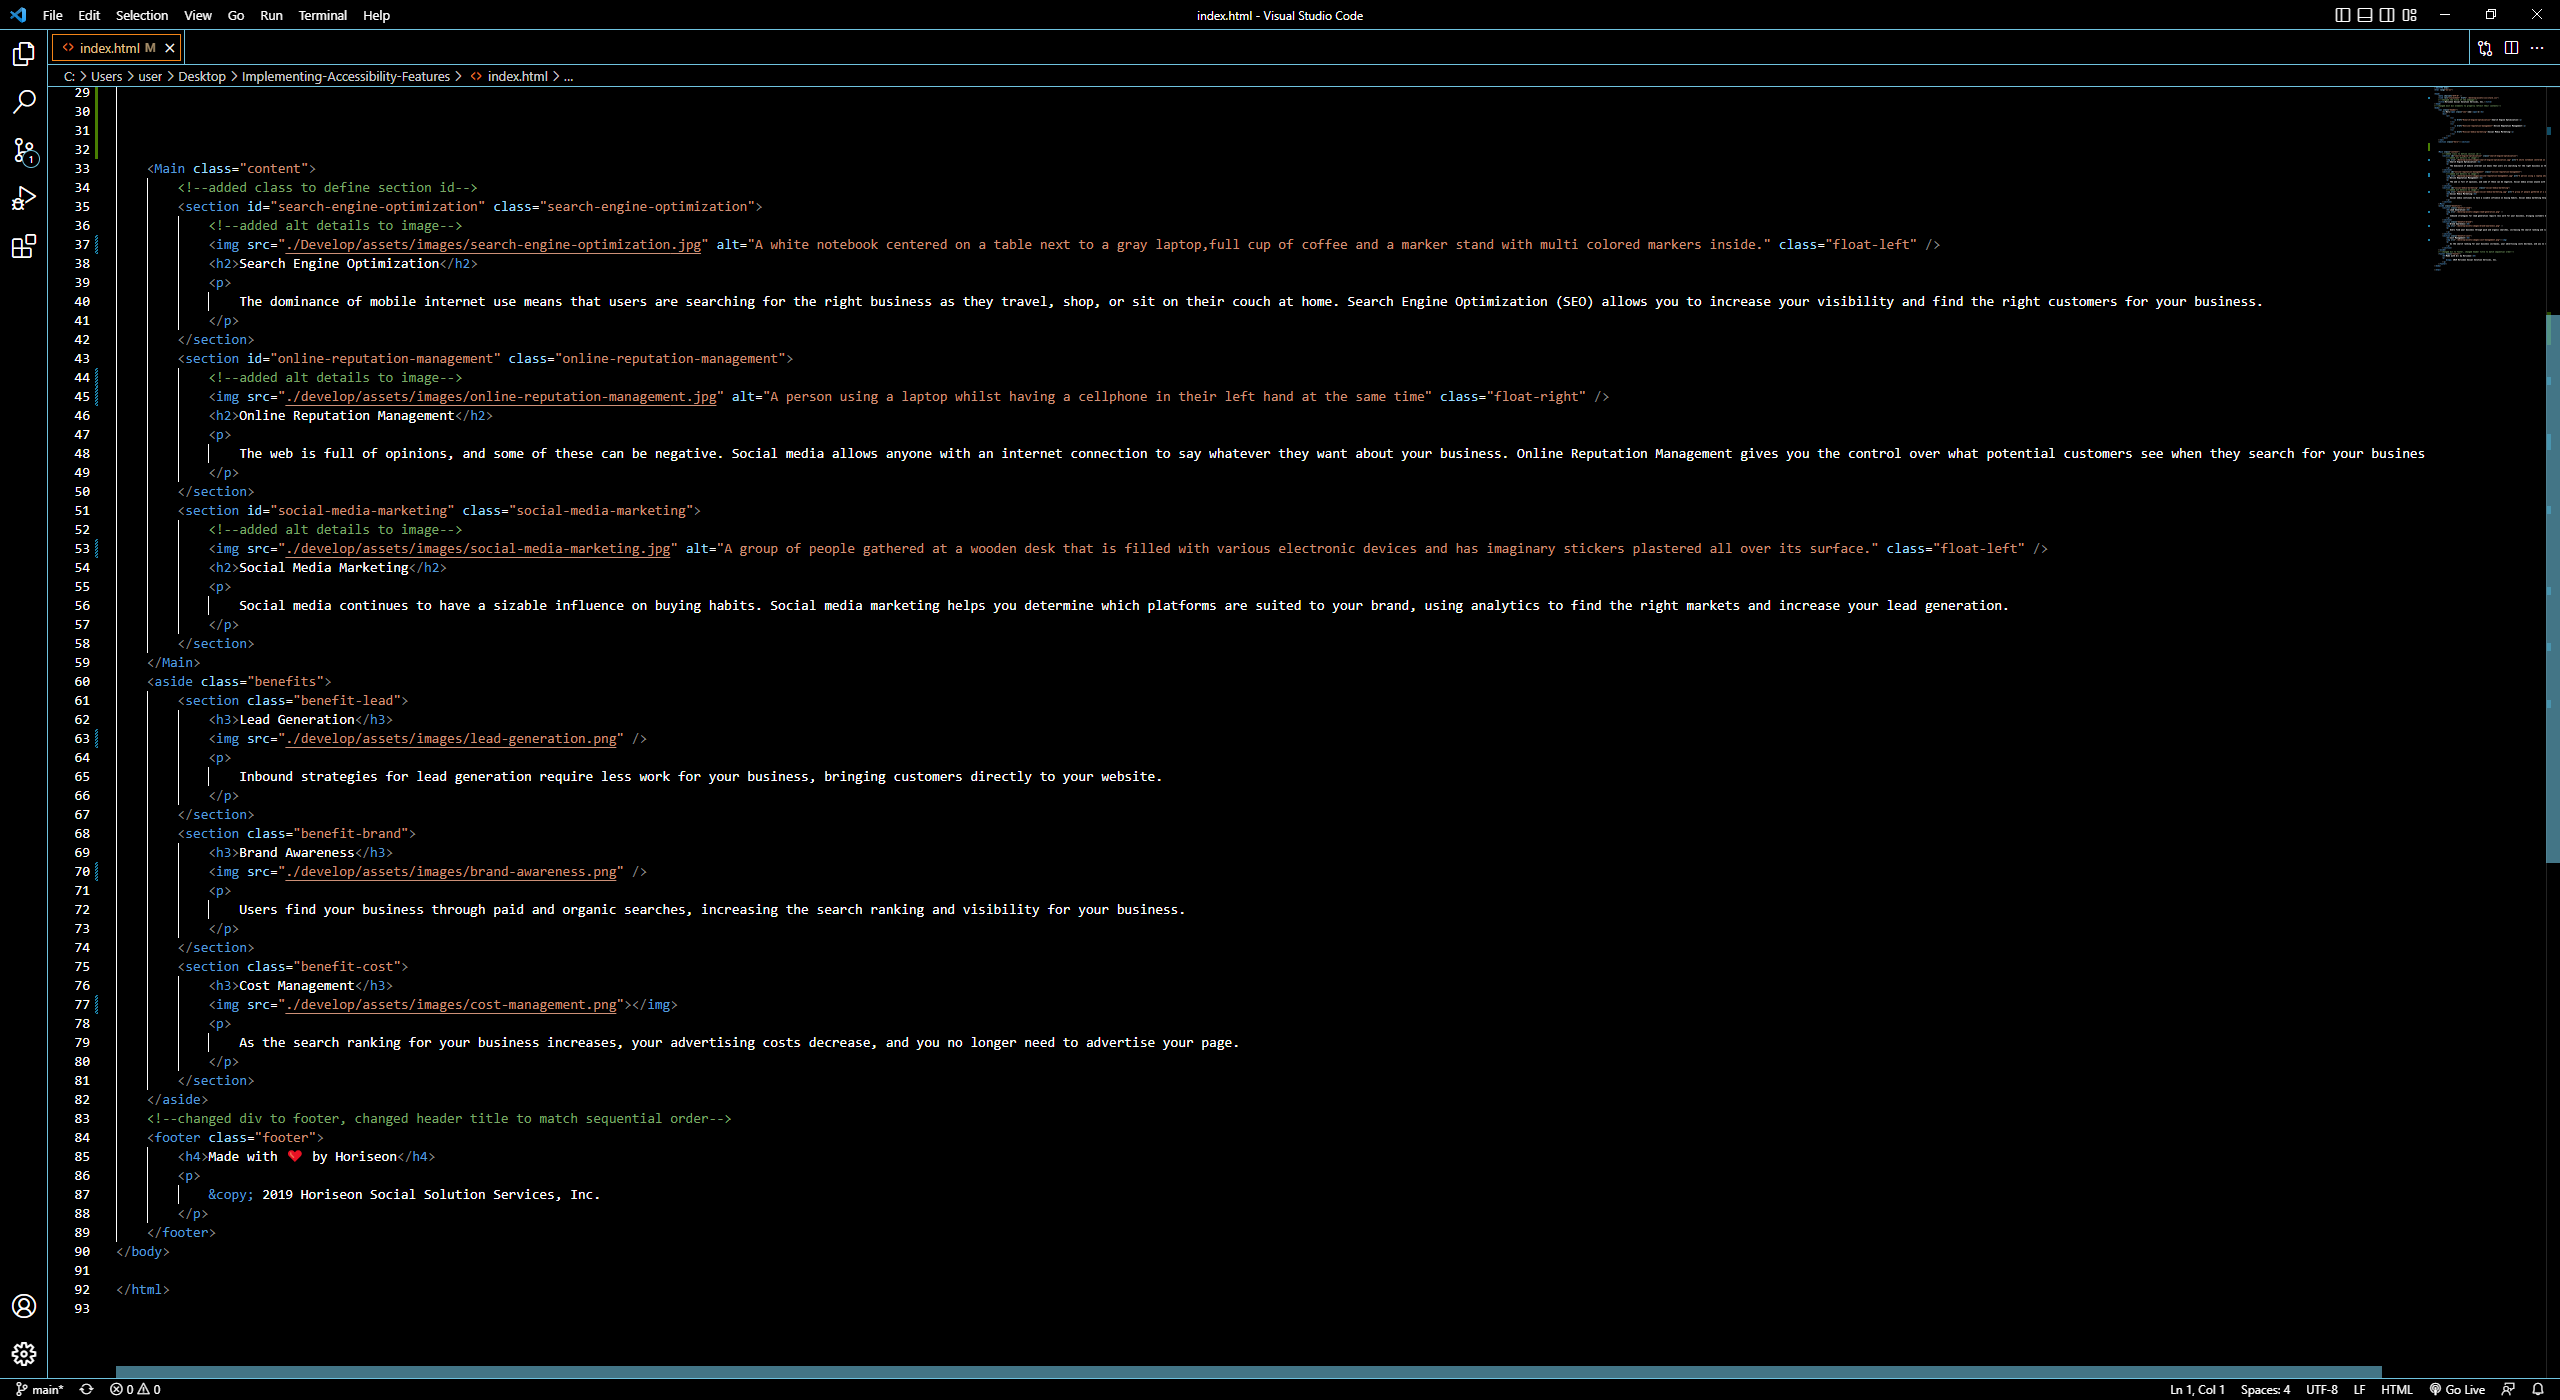 File Edit Selection View Go Run Terminal Help
index.html - Visual Studio Code
index.html M
C: > Users > user > Desktop > Implementing-Accessibility-Features > index.html > ...
29
30
31
32
33 <Main class="content">
34 <!--added class to define section id-->
35 <section id="search-engine-optimization" class="search-engine-optimization">
36 <!--added alt details to image-->
37 <img src="./Develop/assets/images/search-engine-optimization.jpg" alt="A white notebook centered on a table next to a gray laptop,full cup of coffee and a marker stand with multi colored markers inside." class="float-left" />
38 <h2>Search Engine Optimization</h2>
39 <p>
40 The dominance of mobile internet use means that users are searching for the right business as they travel, shop, or sit on their couch at home. Search Engine Optimization (SEO) allows you to increase your visibility and find the right customers for your business.
41 </p>
42 </section>
43 <section id="online-reputation-management" class="online-reputation-management">
44 <!--added alt details to image-->
45 <img src="./develop/assets/images/online-reputation-management.jpg" alt="A person using a laptop whilst having a cellphone in their left hand at the same time" class="float-right" />
46 <h2>Online Reputation Management</h2>
47 <p>
48 The web is full of opinions, and some of these can be negative. Social media allows anyone with an internet connection to say whatever they want about your business. Online Reputation Management gives you the control over what potential customers see when they search for your busines
49 </p>
50 </section>
51 <section id="social-media-marketing" class="social-media-marketing">
52 <!--added alt details to image-->
53 <img src="./develop/assets/images/social-media-marketing.jpg" alt="A group of people gathered at a wooden desk that is filled with various electronic devices and has imaginary stickers plastered all over its surface." class="float-left" />
54 <h2>Social Media Marketing</h2>
55 <p>
56 Social media continues to have a sizable influence on buying habits. Social media marketing helps you determine which platforms are suited to your brand, using analytics to find the right markets and increase your lead generation.
57 </p>
58 </section>
59 </Main>
60 <aside class="benefits">
61 <section class="benefit-lead">
62 <h3>Lead Generation</h3>
63 <img src="./develop/assets/images/lead-generation.png" />
64 <p>
65 Inbound strategies for lead generation require less work for your business, bringing customers directly to your website.
66 </p>
67 </section>
68 <section class="benefit-brand">
69 <h3>Brand Awareness</h3>
70 <img src="./develop/assets/images/brand-awareness.png" />
71 <p>
72 Users find your business through paid and organic searches, increasing the search ranking and visibility for your business.
73 </p>
74 </section>
75 <section class="benefit-cost">
76 <h3>Cost Management</h3>
77 <img src="./develop/assets/images/cost-management.png"></img>
78 <p>
79 As the search ranking for your business increases, your advertising costs decrease, and you no longer need to advertise your page.
80 </p>
81 </section>
82 </aside>
83 <!--changed div to footer, changed header title to match sequential order-->
84 <footer class="footer">
85 <h4>Made with ❤️ by Horiseon</h4>
86 <p>
87 &copy; 2019 Horiseon Social Solution Services, Inc.
88 </p>
89 </footer>
90 </body>
91
92 </html>
93
1
main* 0 0 Ln 1, Col 1 Spaces: 4 UTF-8 LF HTML Go Live